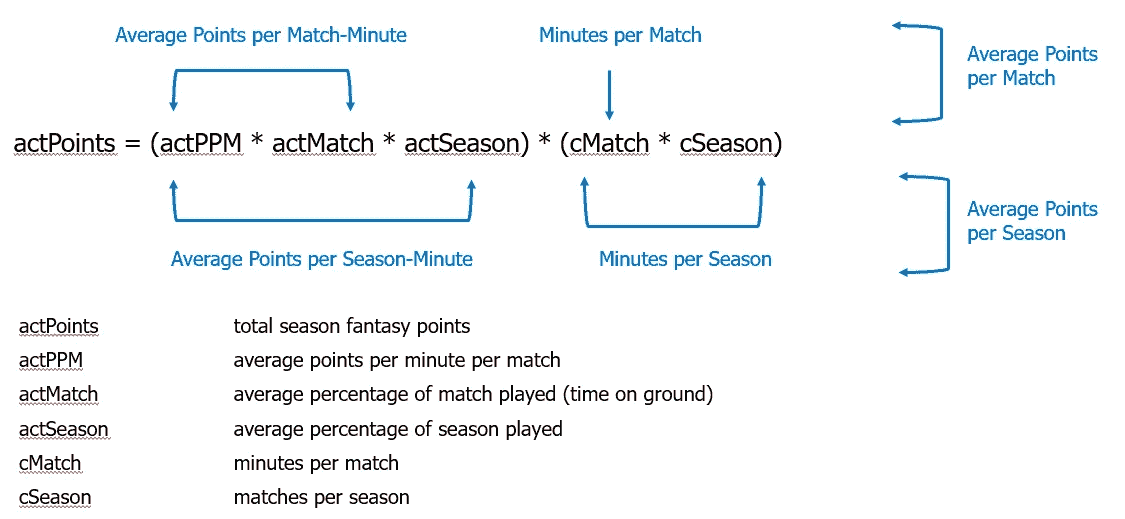 Average Points per Match-Minute
Minutes per Match
Average Points
per Match
actPoints = (actPPM * actMatch * actSeason) * (cMatch * cSeason)
Average Points
per Season
Average Points per Season-Minute
Minutes per Season
actPoints total season fantasy points
actPPM average points per minute per match
actMatch average percentage of match played (time on ground)
actSeason average percentage of season played
cMatch minutes per match
cSeason matches per season